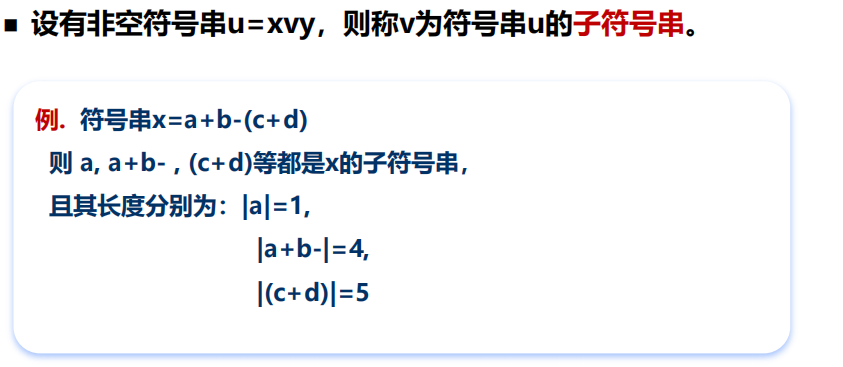 ▪ 设有非空符号串u=xvy，则称v为符号串u的子符号串。
例. 符号串x=a+b-(c+d)
则 a, a+b- , (c+d)等都是x的子符号串，
且其长度分别为：|a|=1,
|a+b-|=4,
|(c+d)|=5